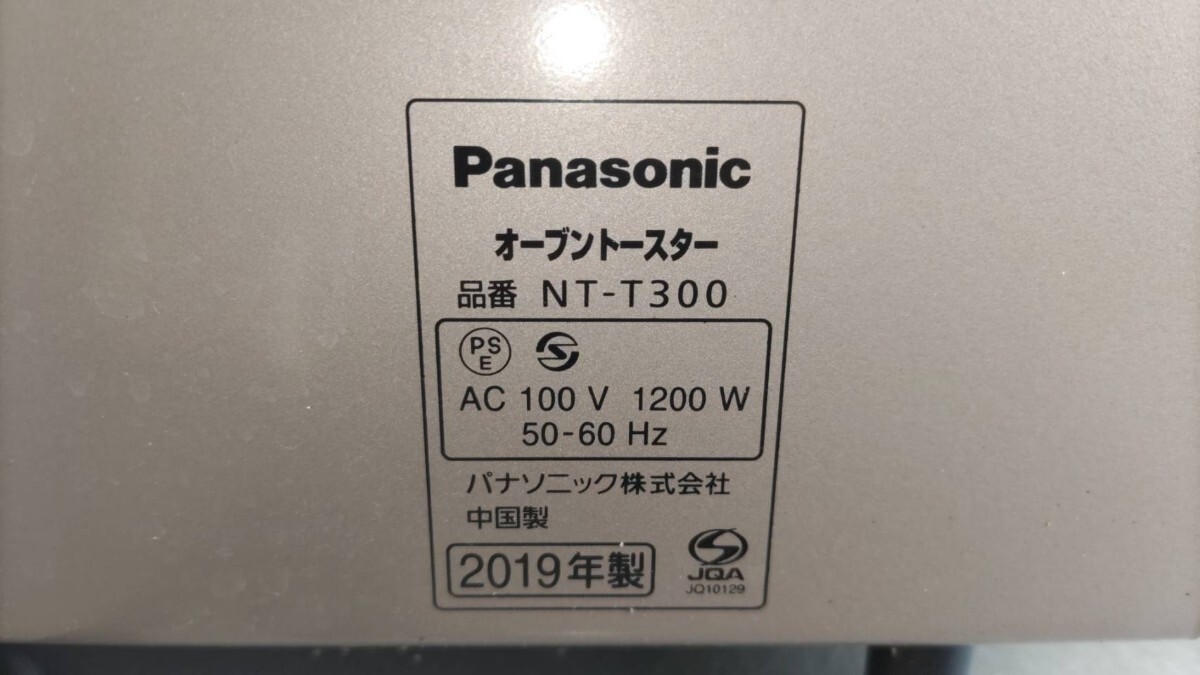 Panasonic
オーブントースター
品番 NT-T300
PS
E
AC 100 V 1200 W
50-60 Hz
パナソニック株式会社
中国製
2019年製
JQA
JQ10129